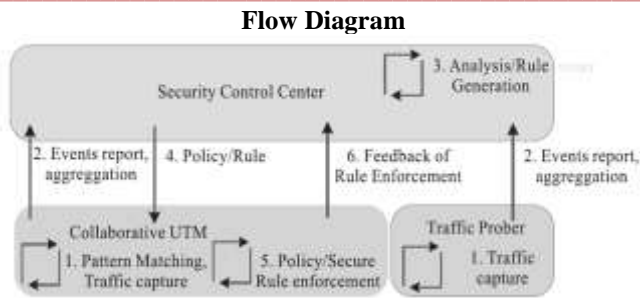 Flow Diagram
3. Analysis/Rule
Generation
Security Control Center
2. Events report,
aggreggation
4. Policy/Rule
6. Feedback of
Rule Enforcement
2. Events report,
aggreggation
Collaborative UTM
1. Pattern Matching,
Traffic capture
5. Policy/Secure
Rule enforcement
Traffic Prober
1. Traffic
capture